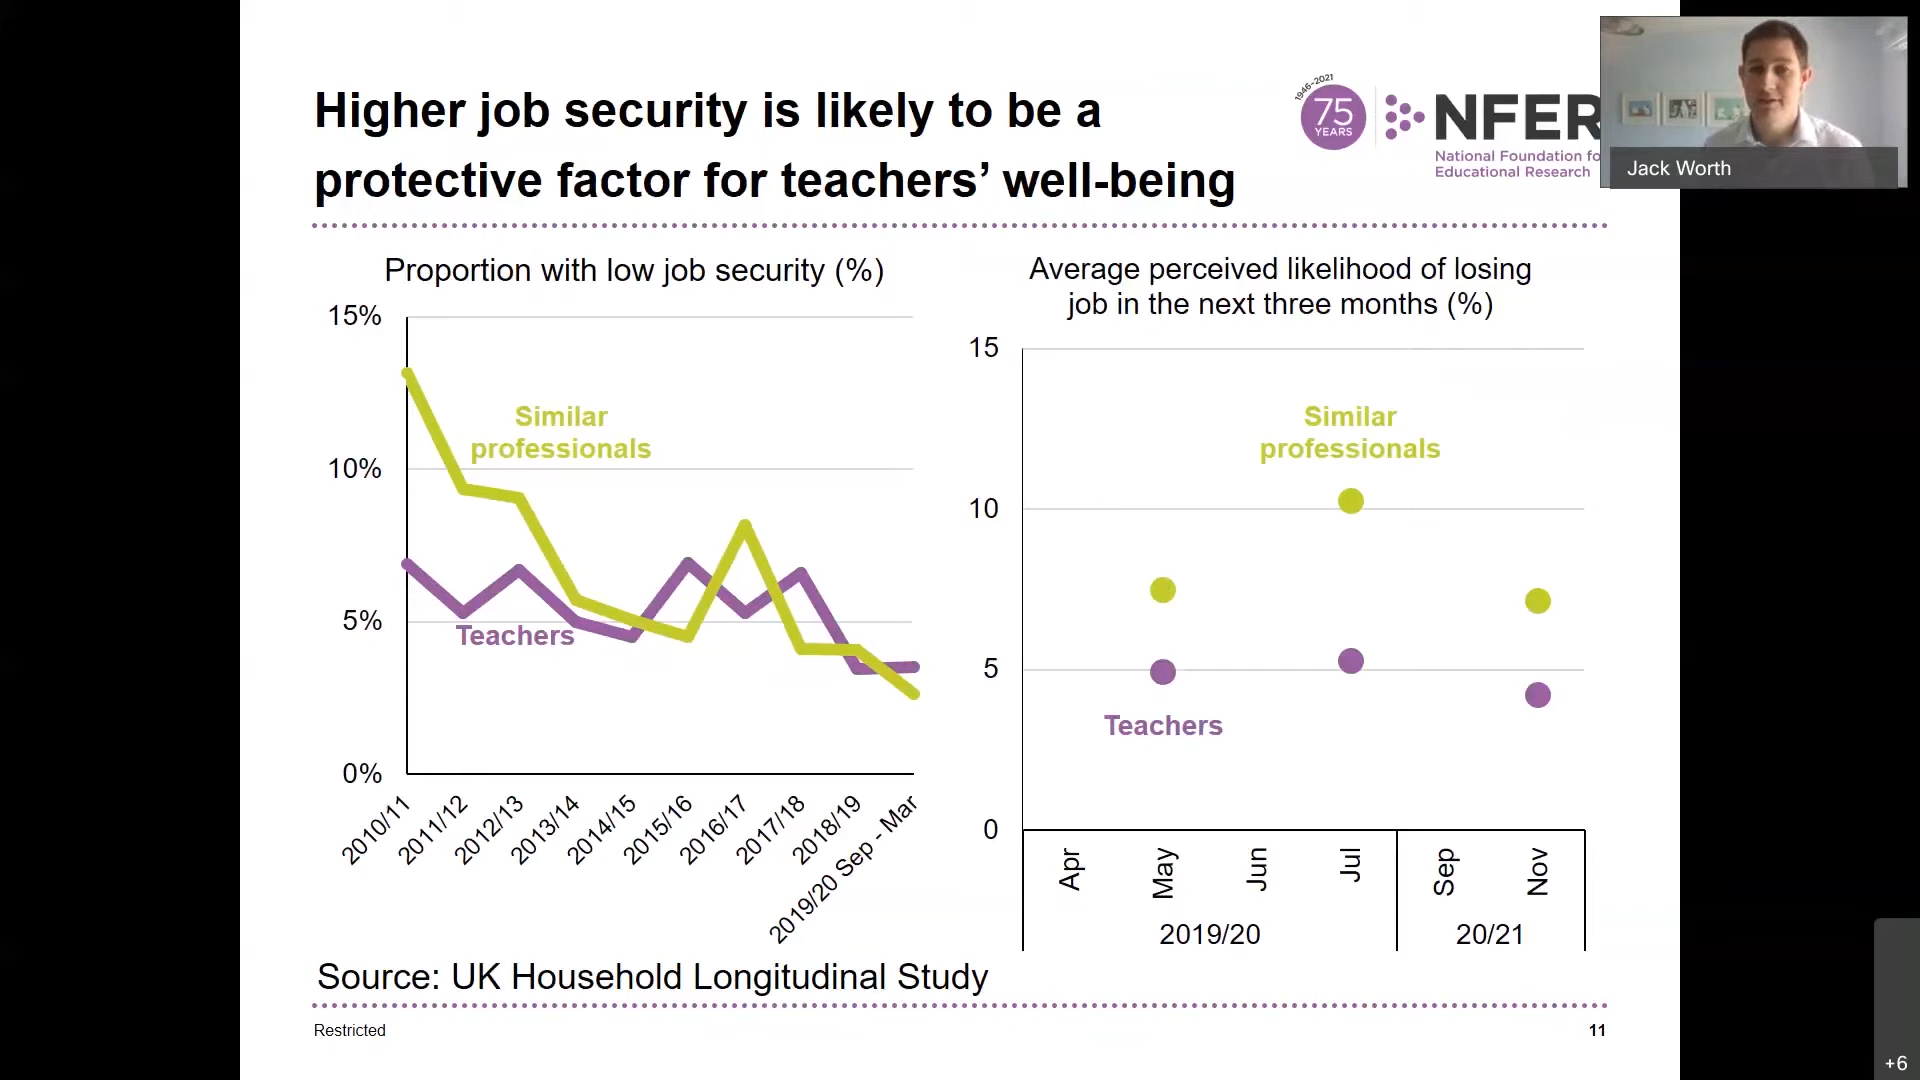 Higher job security is likely to be a
protective factor for teachers’ well-being
1946-2021
75
YEARS
NFER
National Foundation fo
Educational Research
Jack Worth
Proportion with low job security (%)
15%
10%
5%
0%
Similar
professionals
Teachers
2010/11
2011/12
2012/13
2013/14
2014/15
2015/16
2016/17
2017/18
2018/19
2019/20 Sep - Mar
Average perceived likelihood of losing
job in the next three months (%)
15
10
5
0
Similar
professionals
Teachers
Apr
May
Jun
Jul
Sep
Nov
2019/20
20/21
Source: UK Household Longitudinal Study
Restricted
11
+6